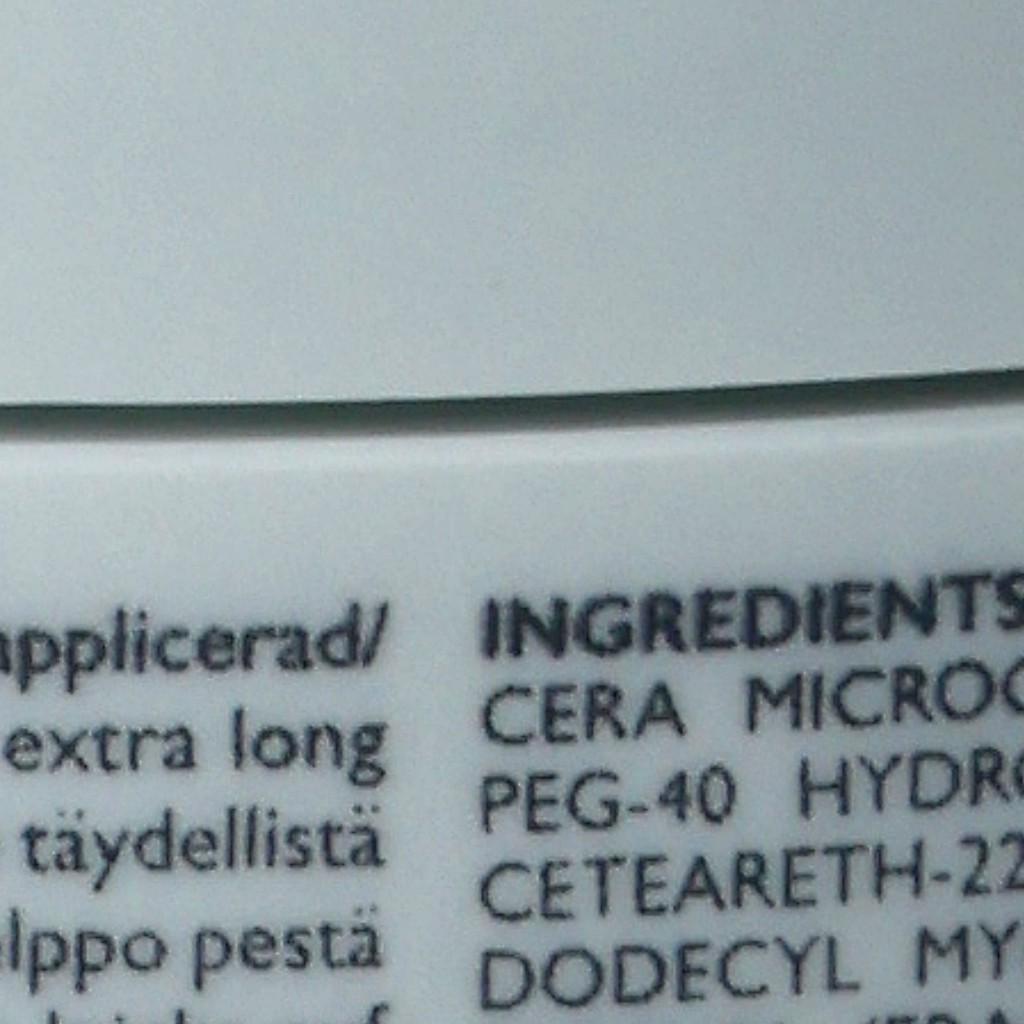 applicerad/
extra long
täydellistä
pestä
INGREDIENTS
CERA
PEG-40
CETEARETH-22
DODECYL